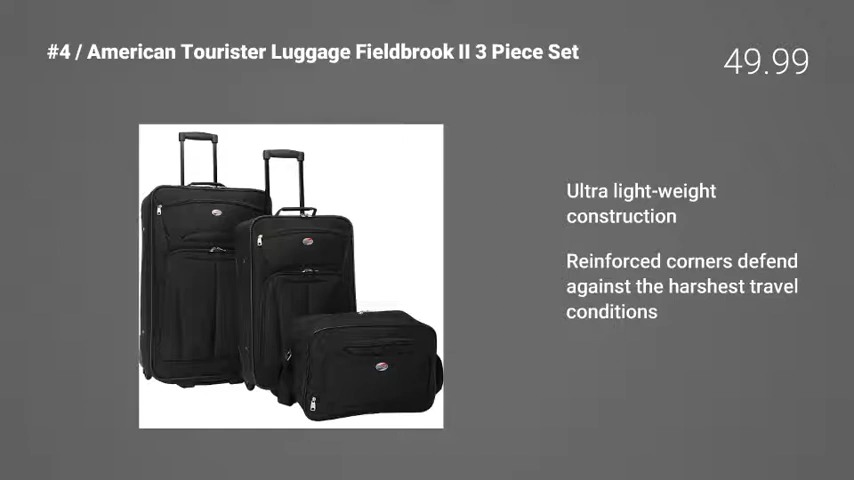 #4 / American Tourister Luggage Fieldbrook II 3 Piece Set
49.99
Ultra light-weight
construction
Reinforced corners defend
against the harshest travel
conditions